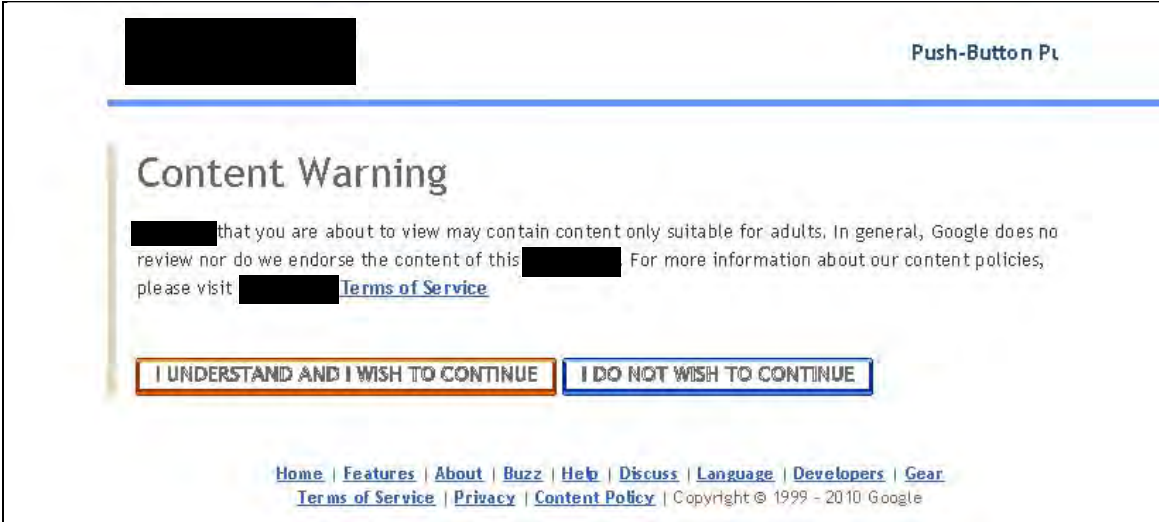 Push-Button Pu
Content Warning
that you are about to view may contain content only suitable for adults. In general, Google does no
review nor do we endorse the content of this . For more information about our content policies,
please visit Terms of Service
I UNDERSTAND AND I WISH TO CONTINUE I DO NOT WISH TO CONTINUE
Home | Features | About | Buzz | Help | Discuss | Language | Developers | Gear
Terms of Service | Privacy | Content Policy | Copyright © 1999 - 2010 Google